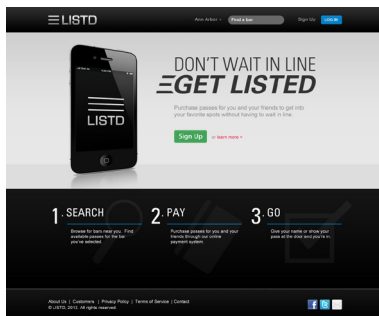 LISTD
Ann Arbor
Find a bar
Sign Up
LOG IN
DON'T WAIT IN LINE
GET LISTED
LISTD
Purchase passes for you and your friends to get into
your favorite spots without having to wait in line.
Sign Up or learn more >
1. SEARCH
Browse for bars near you. Find
available passes for the bar
you've selected.
2. PAY
Purchase passes for you and your
friends through our online
payment system.
3. GO
Give your name or show your
pass at the door and you're in.
About Us | Customers | Privacy Policy | Terms of Service | Contact
© LISTD, 2012. All rights reserved.